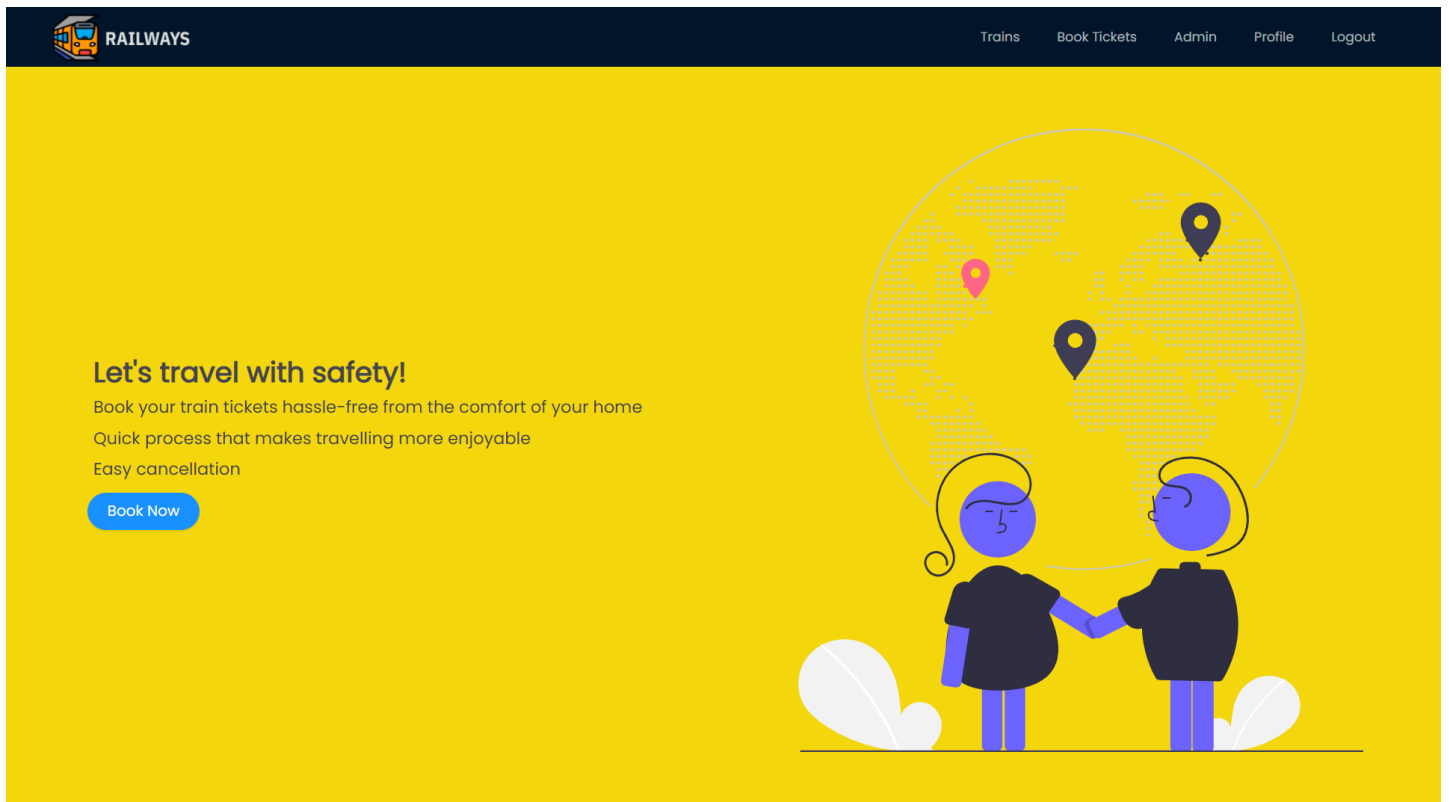 RAILWAYS
Trains Book Tickets Admin Profile Logout
Let's travel with safety!
Book your train tickets hassle-free from the comfort of your home
Quick process that makes travelling more enjoyable
Easy cancellation
Book Now